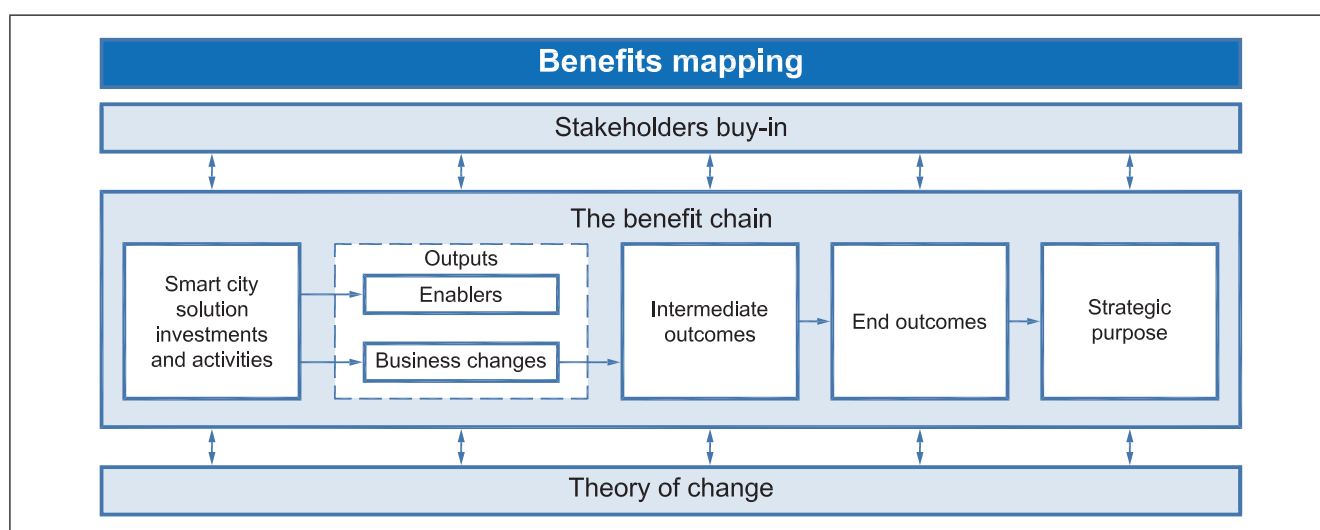 Benefits mapping
Stakeholders buy-in
The benefit chain
Smart city
solution
investments
and activities
Outputs
Enablers
Business changes
Intermediate
outcomes
End outcomes
Strategic
purpose
Theory of change